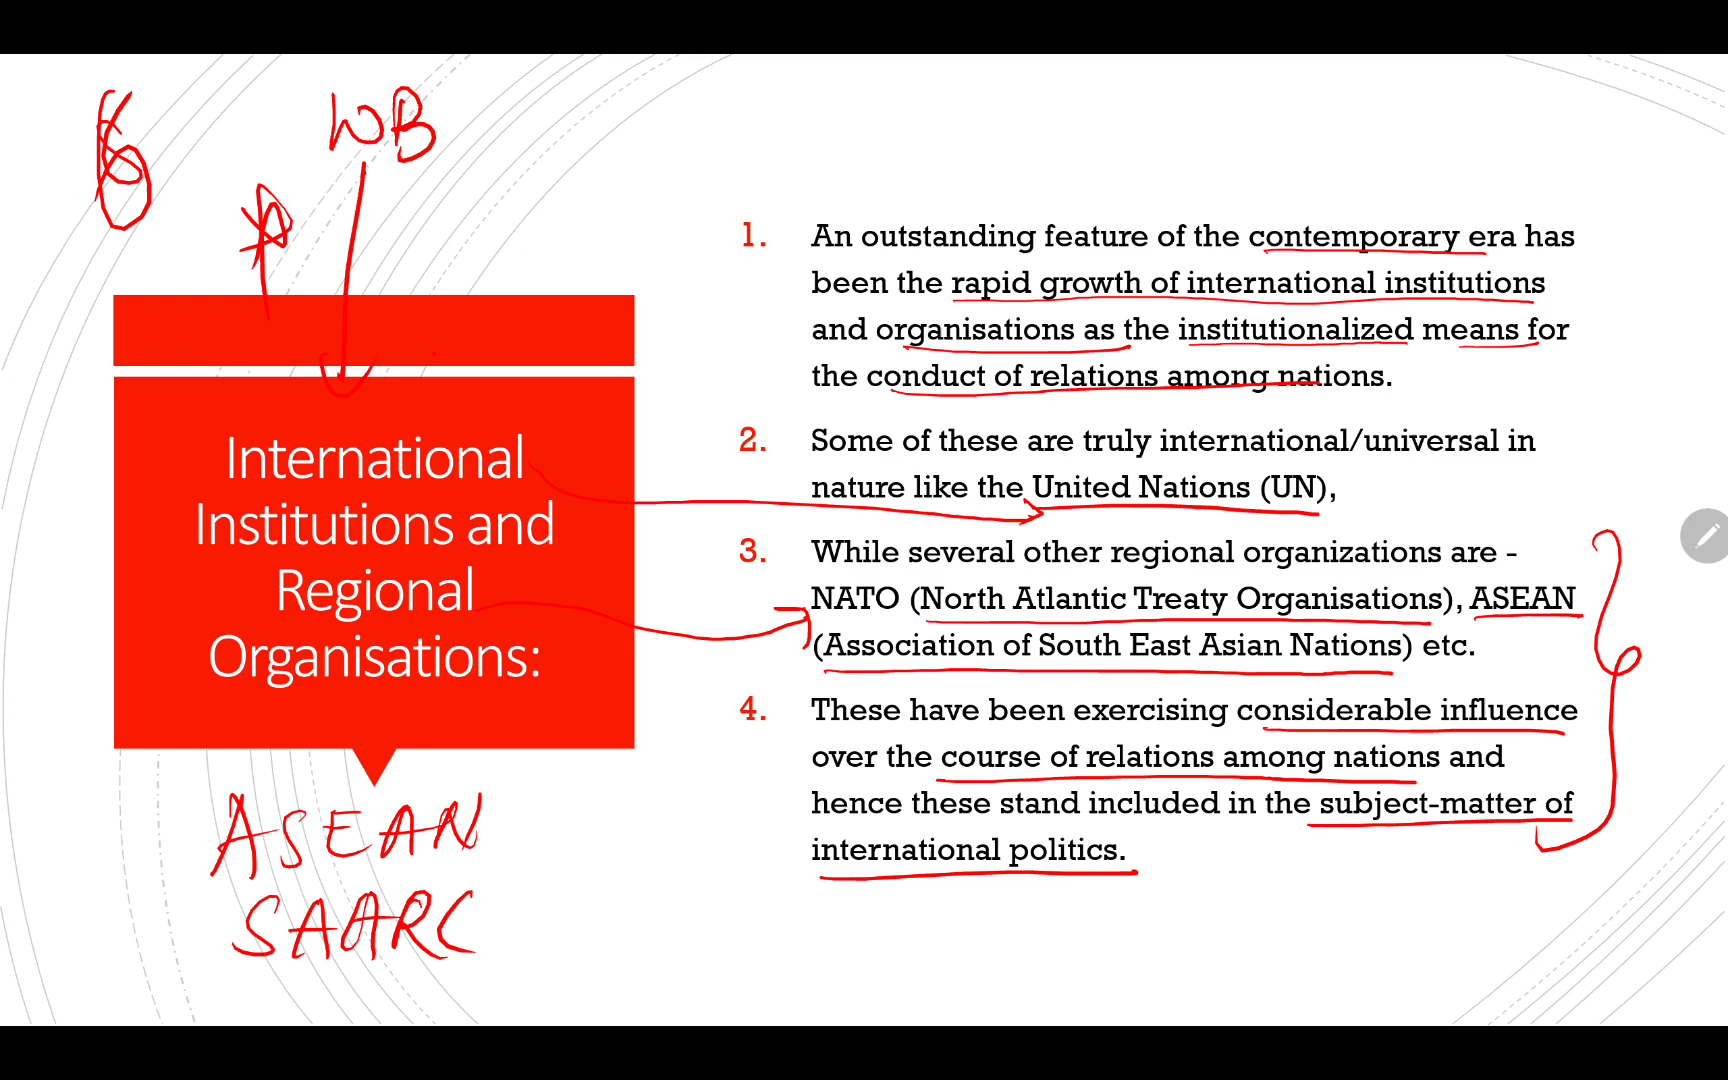 WB
International
Institutions and
Regional
Organisations:
ASEAN
SAARC
1. An outstanding feature of the contemporary era has
been the rapid growth of international institutions
and organisations as the institutionalized means for
the conduct of relations among nations.
2. Some of these are truly international/universal in
nature like the United Nations (UN),
3. While several other regional organizations are -
NATO (North Atlantic Treaty Organisations), ASEAN
(Association of South East Asian Nations) etc.
4. These have been exercising considerable influence
over the course of relations among nations and
hence these stand included in the subject-matter of
international politics.